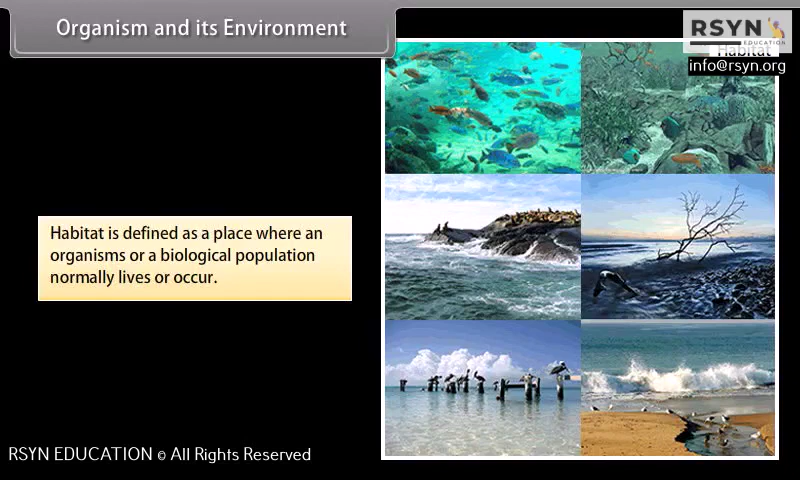 Organism and its Environment
RSYN
EDUCATION
Habitat
info@rsyn.org
Habitat is defined as a place where an
organisms or a biological population
normally lives or occur.
RSYN EDUCATION © All Rights Reserved